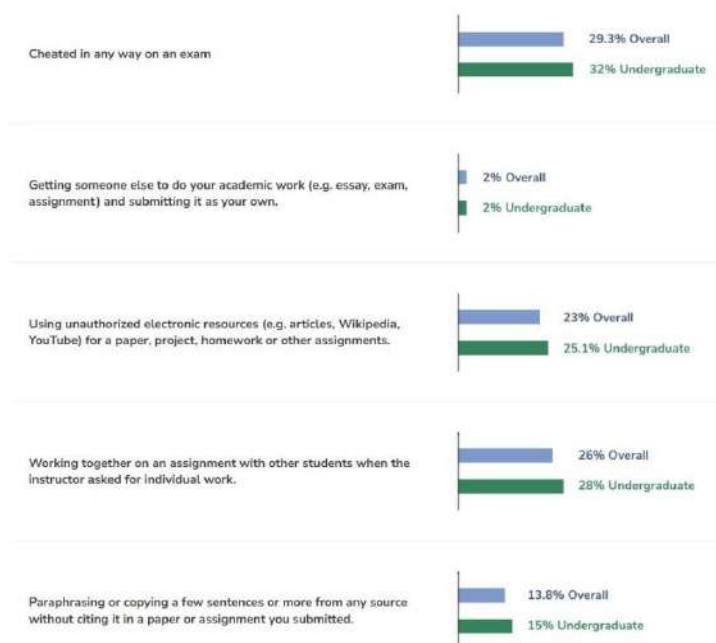 Cheated in any way on an exam
29.3% Overall
32% Undergraduate
Getting someone else to do your academic work (e.g. essay, exam,
assignment) and submitting it as your own.
2% Overall
2% Undergraduate
Using unauthorized electronic resources (e.g. articles, Wikipedia,
YouTube) for a paper, project, homework or other assignments.
23% Overall
25.1% Undergraduate
Working together on an assignment with other students when the
instructor asked for individual work.
26% Overall
28% Undergraduate
Paraphrasing or copying a few sentences or more from any source
without citing it in a paper or assignment you submitted.
13.8% Overall
15% Undergraduate